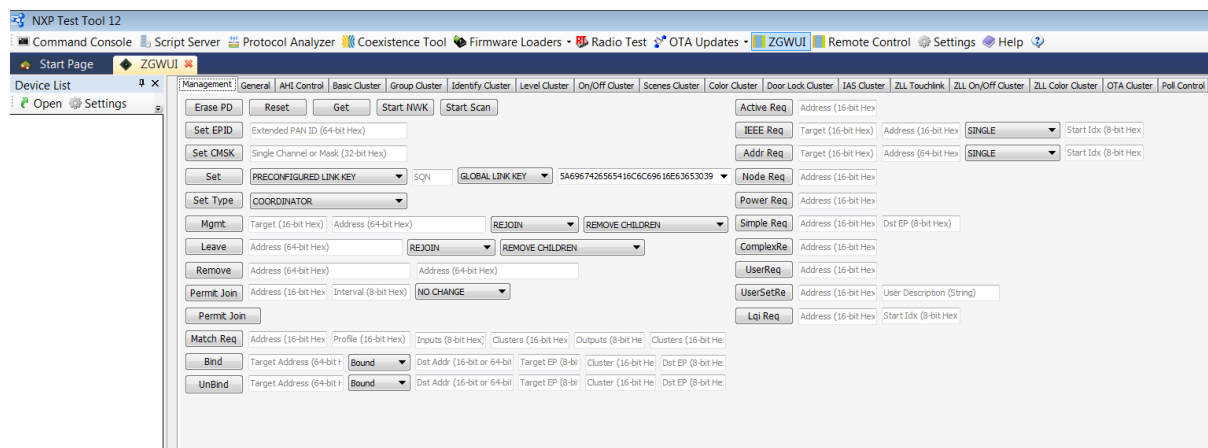 NXP Test Tool 12
Command Console Script Server Protocol Analyzer Coexistence Tool Firmware Loaders Radio Test OTA Updates ZGWUI Remote Control Settings Help
Start Page ZGWUI
Device List
Open Settings
Management General AHI Control Basic Cluster Group Cluster Identify Cluster Level Cluster On/Off Cluster Scenes Cluster Color Cluster Door Lock Cluster IAS Cluster ZLL Touchlink ZLL On/Off Cluster ZLL Color Cluster OTA Cluster Poll Control
Erase PD Reset Get Start NWK Start Scan Active Req Address (16-bit Hex
Set EPID Extended PAN ID (64-bit Hex) IEEE Req Target (16-bit Hex) Address (16-bit Hex SINGLE Start Idx (8-bit Hex
Set CMSK Single Channel or Mask (32-bit Hex) Addr Req Target (16-bit Hex) Address (64-bit Hex SINGLE Start Idx (8-bit Hex
Set PRECONFIGURED LINK KEY SQN GLOBAL LINK KEY 5A6967426565416C6C69616E63653039 Node Req Address (16-bit Hex
Set Type COORDINATOR Power Req Address (16-bit Hex
Mgmt Target (16-bit Hex) Address (64-bit Hex) REJOIN REMOVE CHILDREN Simple Req Address (16-bit Hex Dst EP (8-bit Hex)
Leave Address (64-bit Hex) REJOIN REMOVE CHILDREN ComplexRe Address (16-bit Hex
Remove Address (64-bit Hex) Address (64-bit Hex) UserReq Address (16-bit Hex
Permit Join Address (16-bit Hex Interval (8-bit Hex) NO CHANGE UserSetRe Address (16-bit Hex User Description (String)
Permit Join Lqi Req Address (16-bit Hex Start Idx (8-bit Hex
Match Req Address (16-bit Hex Profile (16-bit Hex) Inputs (8-bit Hex) Clusters (16-bit Hex Outputs (8-bit He Clusters (16-bit He
Bind Target Address (64-bit H Bound Dst Addr (16-bit or 64-bit Target EP (8-bi Cluster (16-bit He Dst EP (8-bit He
UnBind Target Address (64-bit H Bound Dst Addr (16-bit or 64-bit Target EP (8-bi Cluster (16-bit He Dst EP (8-bit He